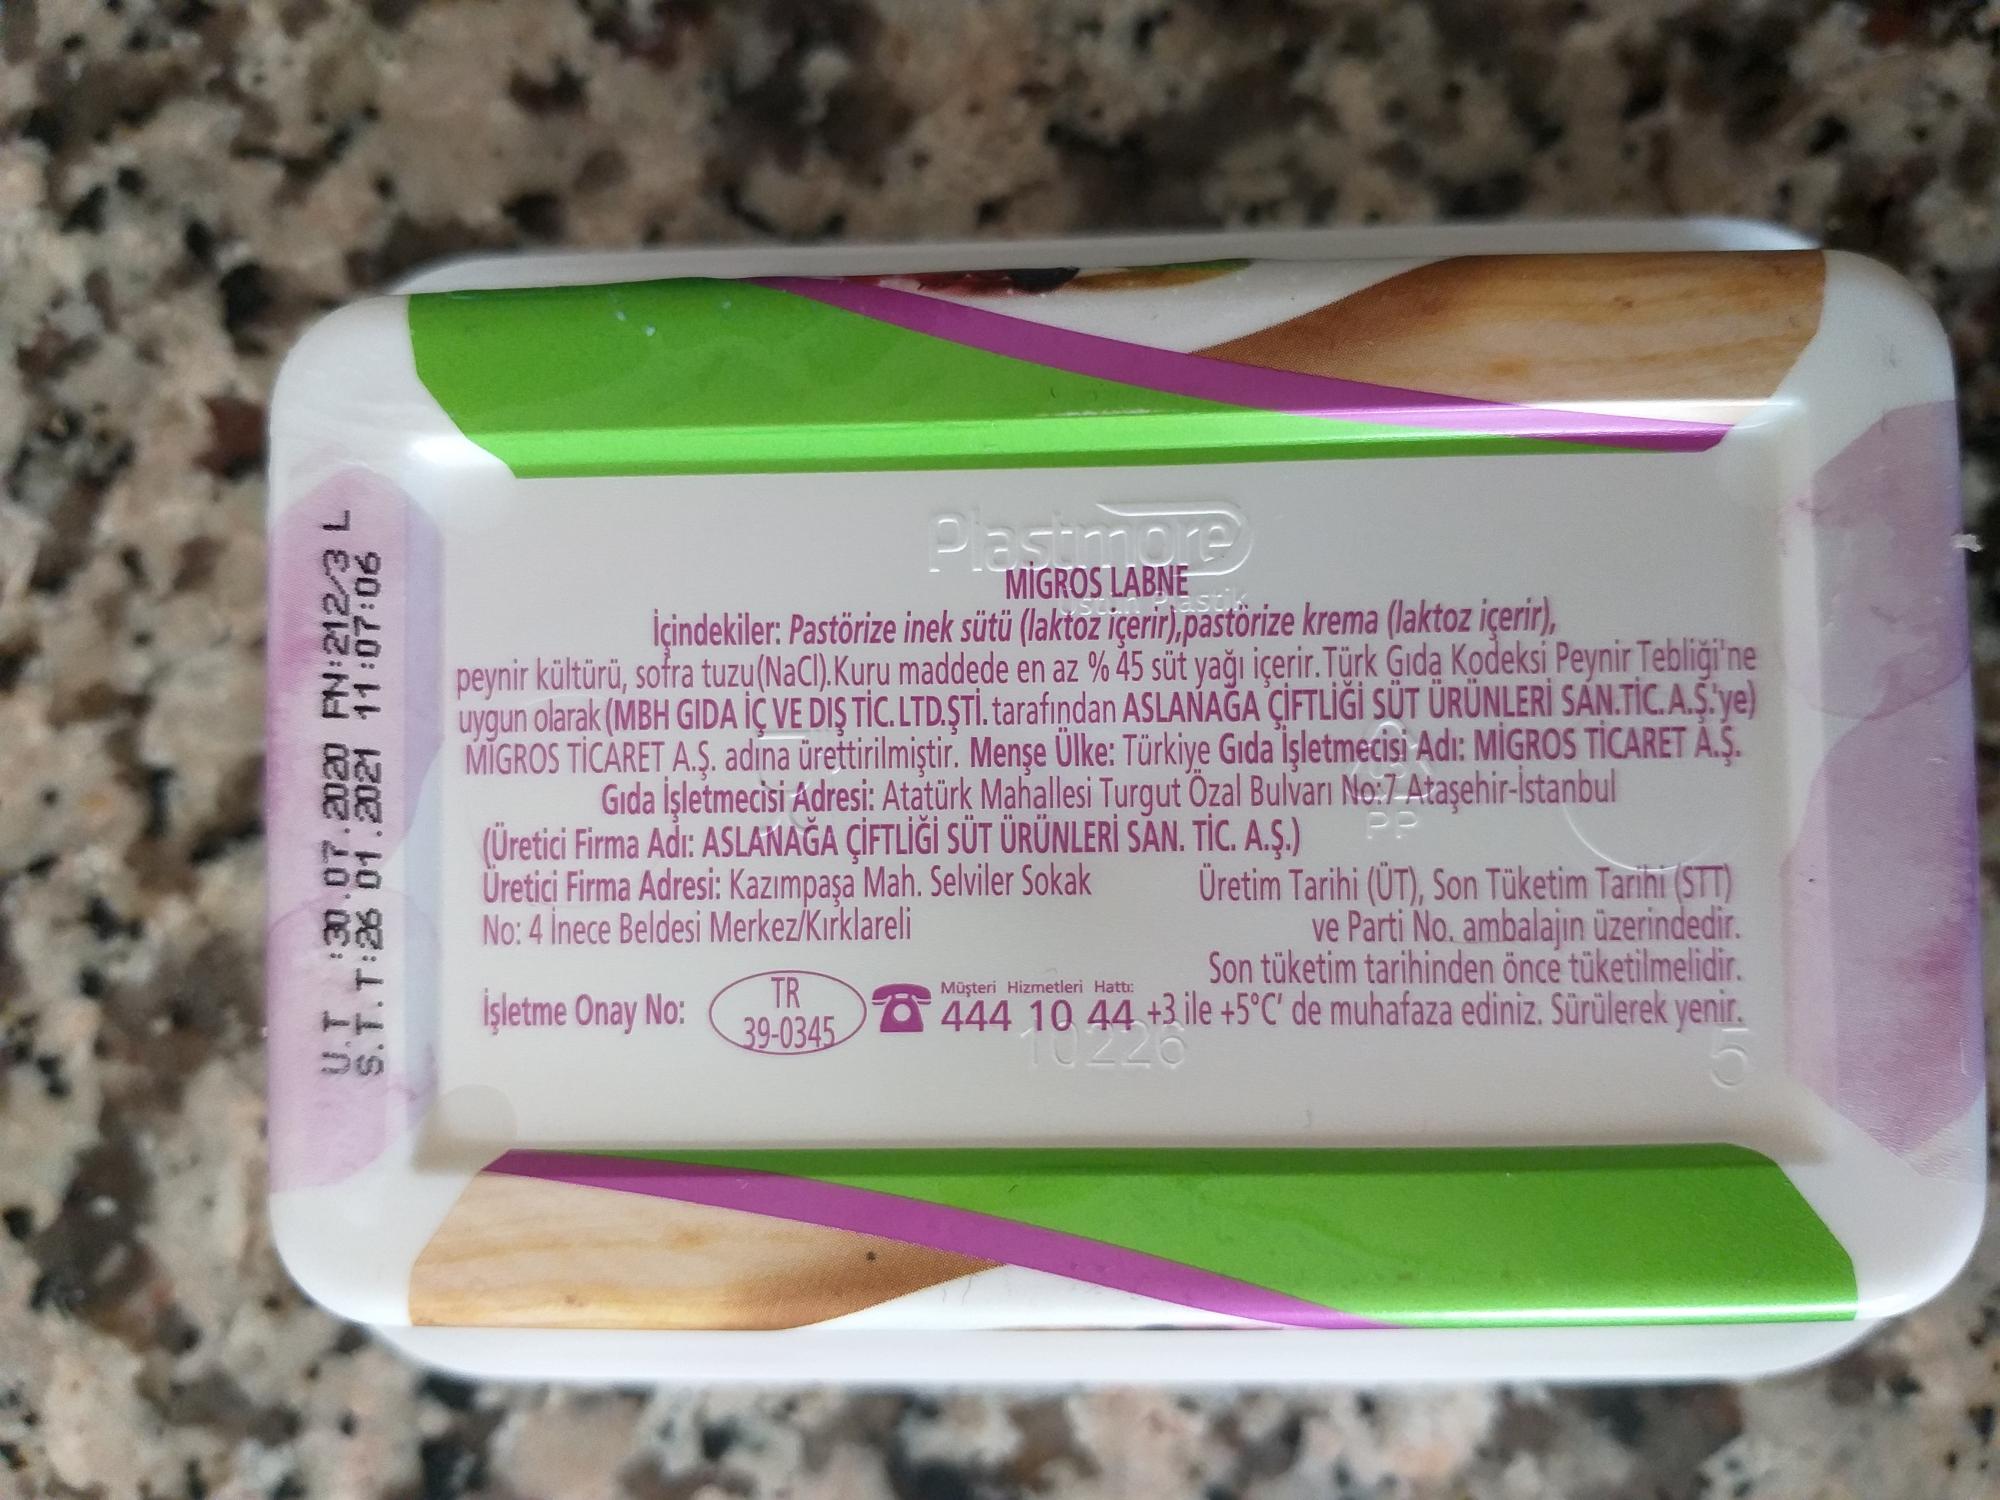 Plastmore
MİGROS LABNE
Üstün Plastik
İçindekiler: Pastörize inek sütü (laktoz içerir),pastörize krema (laktoz içerir),
peynir kültürü, sofra tuzu(NaCl).Kuru maddede en az % 45 süt yağı içerir.Türk Gıda Kodeksi Peynir Tebliği'ne
uygun olarak (MBH GIDA İÇ VE DIŞ TİC.LTD.ŞTİ. tarafından ASLANAĞA ÇİFTLİĞİ SÜT ÜRÜNLERİ SAN.TİC.A.Ş.'ye)
MİGROS TİCARET A.Ş. adına ürettirilmiştir. Menşe Ülke: Türkiye Gıda İşletmecisi Adı: MİGROS TİCARET A.Ş.
Gıda İşletmecisi Adresi: Atatürk Mahallesi Turgut Özal Bulvarı No:7 Ataşehir-İstanbul
PP
(Üretici Firma Adı: ASLANAĞA ÇİFTLİĞİ SÜT ÜRÜNLERİ SAN. TİC. A.Ş.)
Üretici Firma Adresi: Kazımpaşa Mah. Selviler Sokak
No: 4 İnece Beldesi Merkez/Kırklareli
Üretim Tarihi (ÜT), Son Tüketim Tarihi (STT)
ve Parti No. ambalajın üzerindedir.
Son tüketim tarihinden önce tüketilmelidir.
+3 ile +5°C' de muhafaza ediniz. Sürülerek yenir.
İşletme Onay No:
TR
39-0345
Müşteri Hizmetleri Hattı:
444 10 44
10226
5
U.T :30.07.2020 PN:212/3 L
S.T.T:26 01.2021 11:07:06